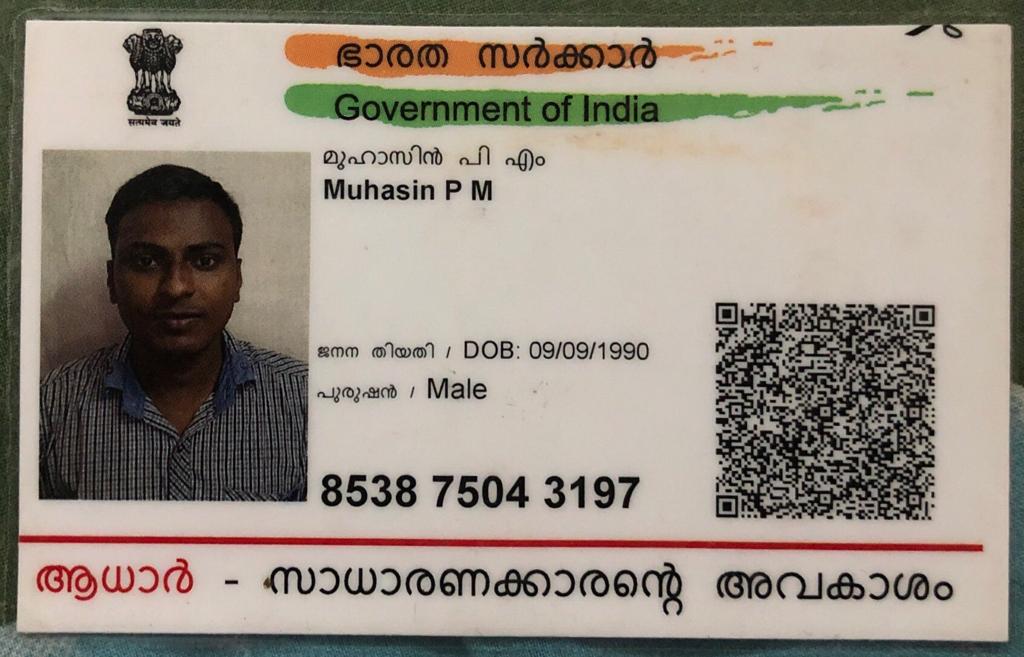 ഭാരത സർക്കാർ
Government of India
सत्यमेव जयते
മുഹാസിൻ പി എം
Muhasin P M
ജനന തിയതി / DOB: 09/09/1990
പുരുഷൻ / Male
8538 7504 3197
ആധാർ - സാധാരണക്കാരന്റെ അവകാശം